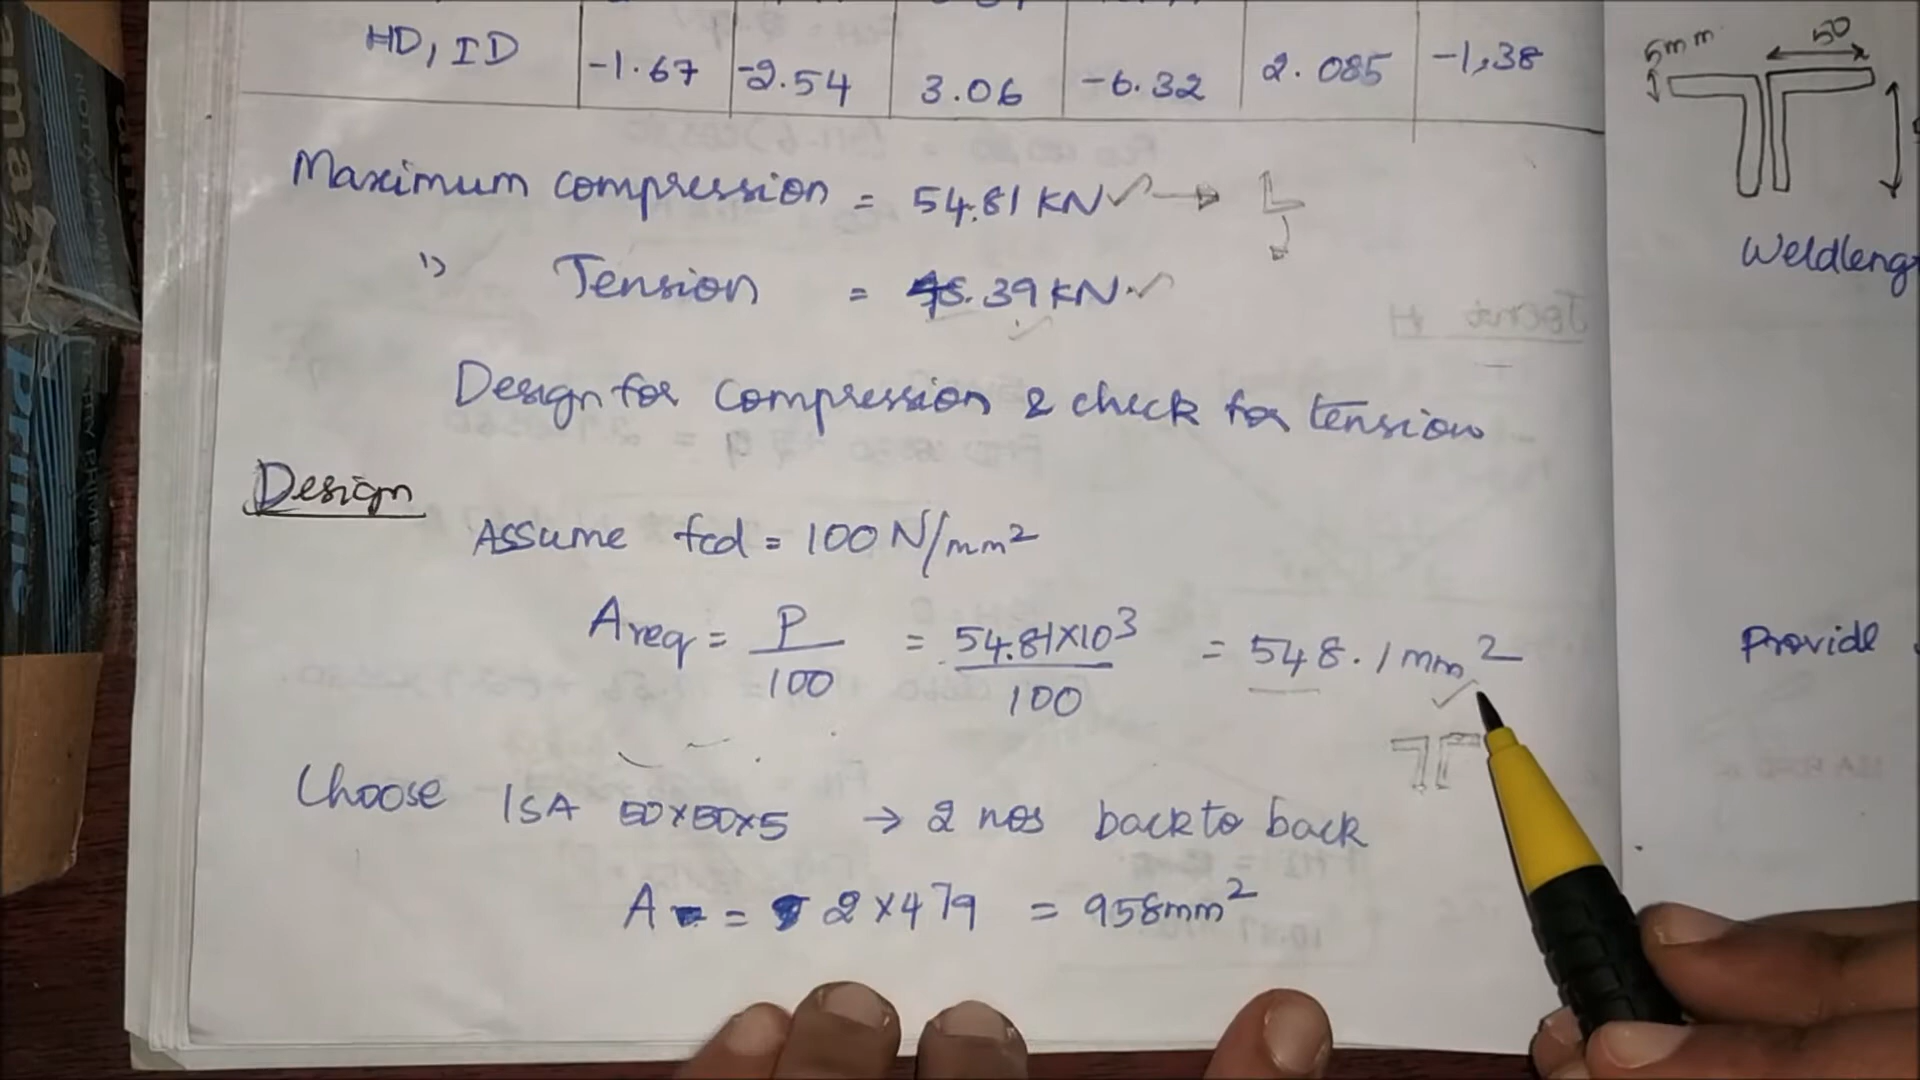 HD, ID -1.67 -2.54 3.06 -6.32 2.085 -1,38
Maximum compression = 54.81 KN
" Tension = 45.39 KN
Design for compression & check for tension
Design
Assume fcd = 100 N/mm²
Areq = P/100 = 54.81×10³/100 = 548.1 mm²
Choose ISA 50×50×5 → 2 nos back to back
A = 2×479 = 958mm²
5mm
50
Weldleng
Provide
Prime